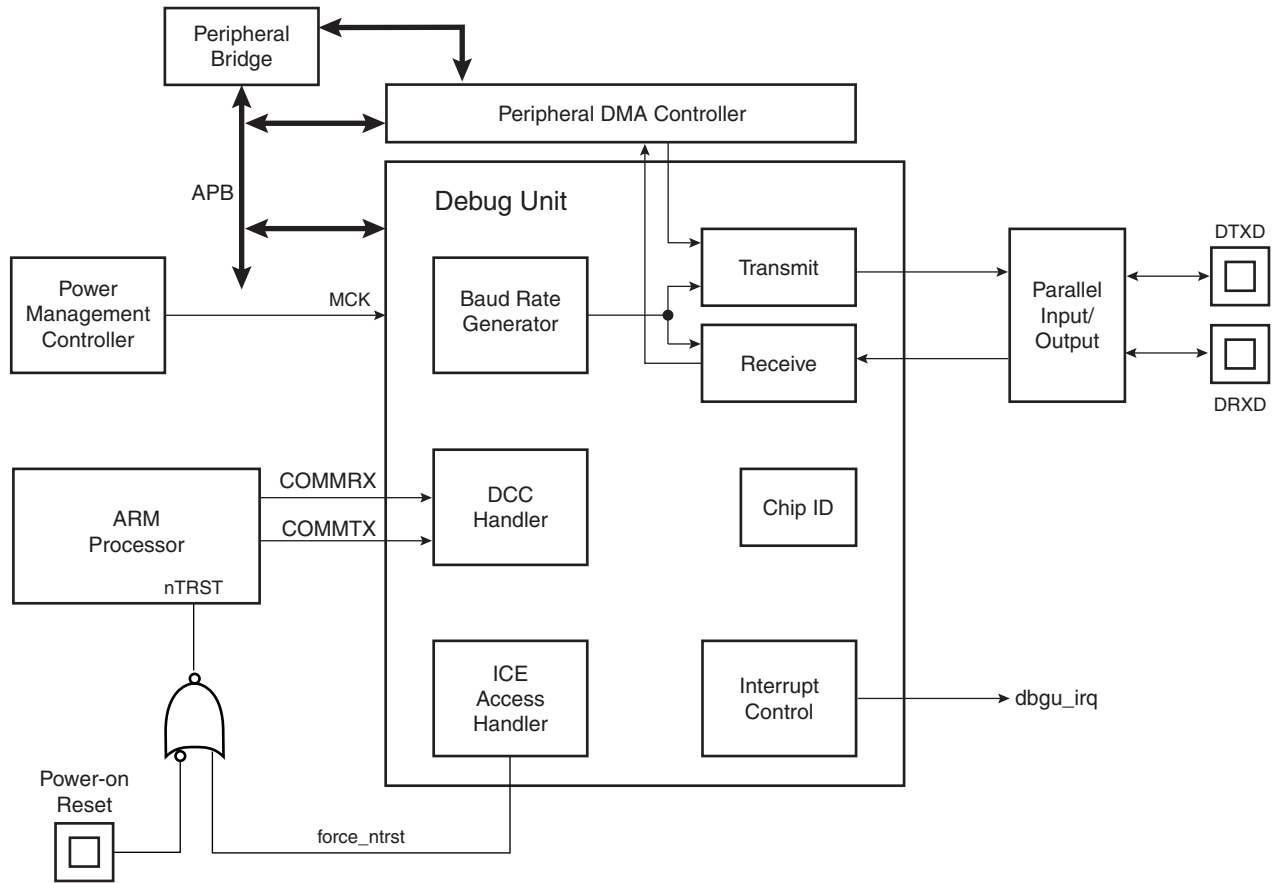 Peripheral
Bridge
Peripheral DMA Controller
APB
Debug Unit
Power
Management
Controller
MCK
Baud Rate
Generator
Transmit
Receive
Parallel
Input/
Output
DTXD
DRXD
ARM
Processor
nTRST
COMMRX
COMMTX
DCC
Handler
Chip ID
ICE
Access
Handler
Interrupt
Control
dbgu_irq
Power-on
Reset
force_ntrst